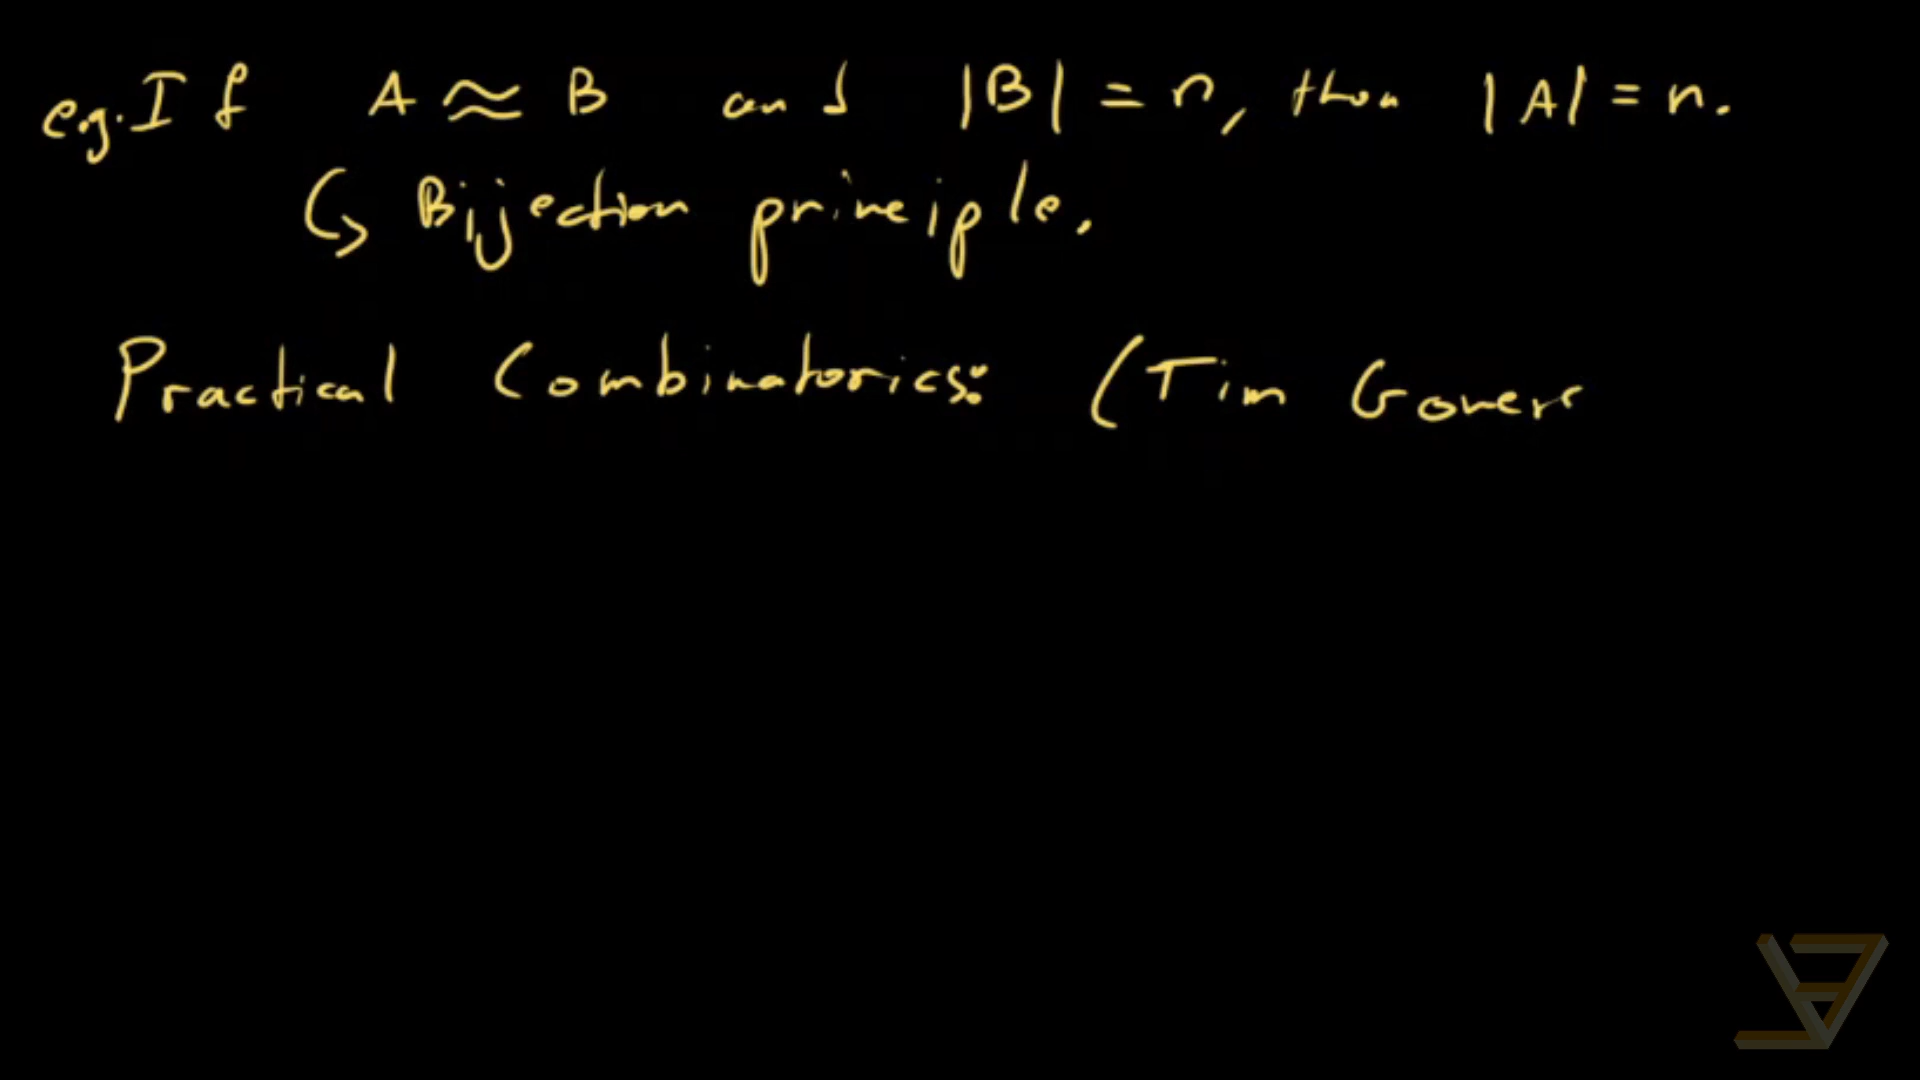 e.g. If A ≈ B and |B| = n, then |A| = n.
↳ Bijection principle.
Practical Combinatorics: (Tim Gowers